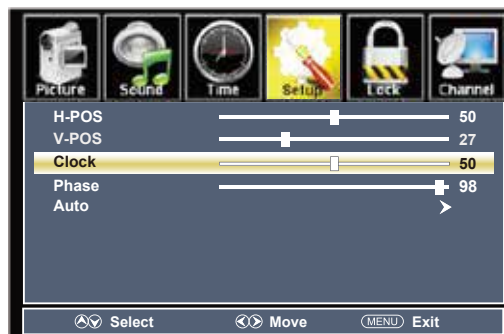 Picture Sound Time Setup Lock Channel
H-POS 50
V-POS 27
Clock 50
Phase 98
Auto
Select Move MENU Exit